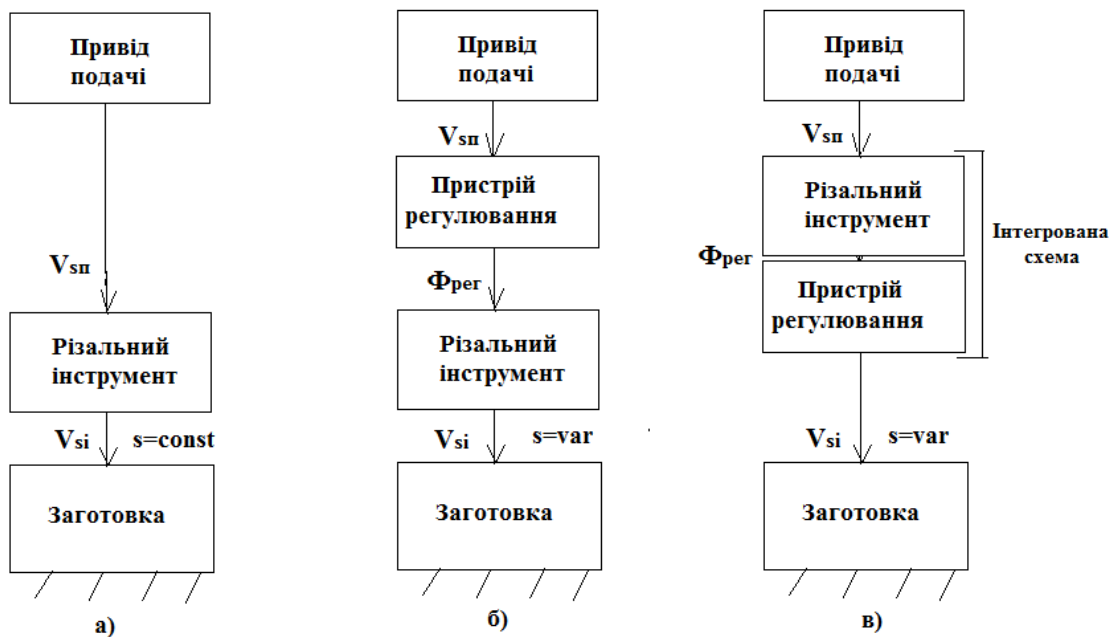 Привід
подачі
Vsп
Різальний
інструмент
Vsi s=const
Заготовка
а)
Привід
подачі
Vsп
Пристрій
регулювання
Фрег
Різальний
інструмент
Vsi s=var
Заготовка
б)
Привід
подачі
Vsп
Різальний
інструмент
Фрег
Пристрій
регулювання
Інтегрована
схема
Vsi s=var
Заготовка
в)